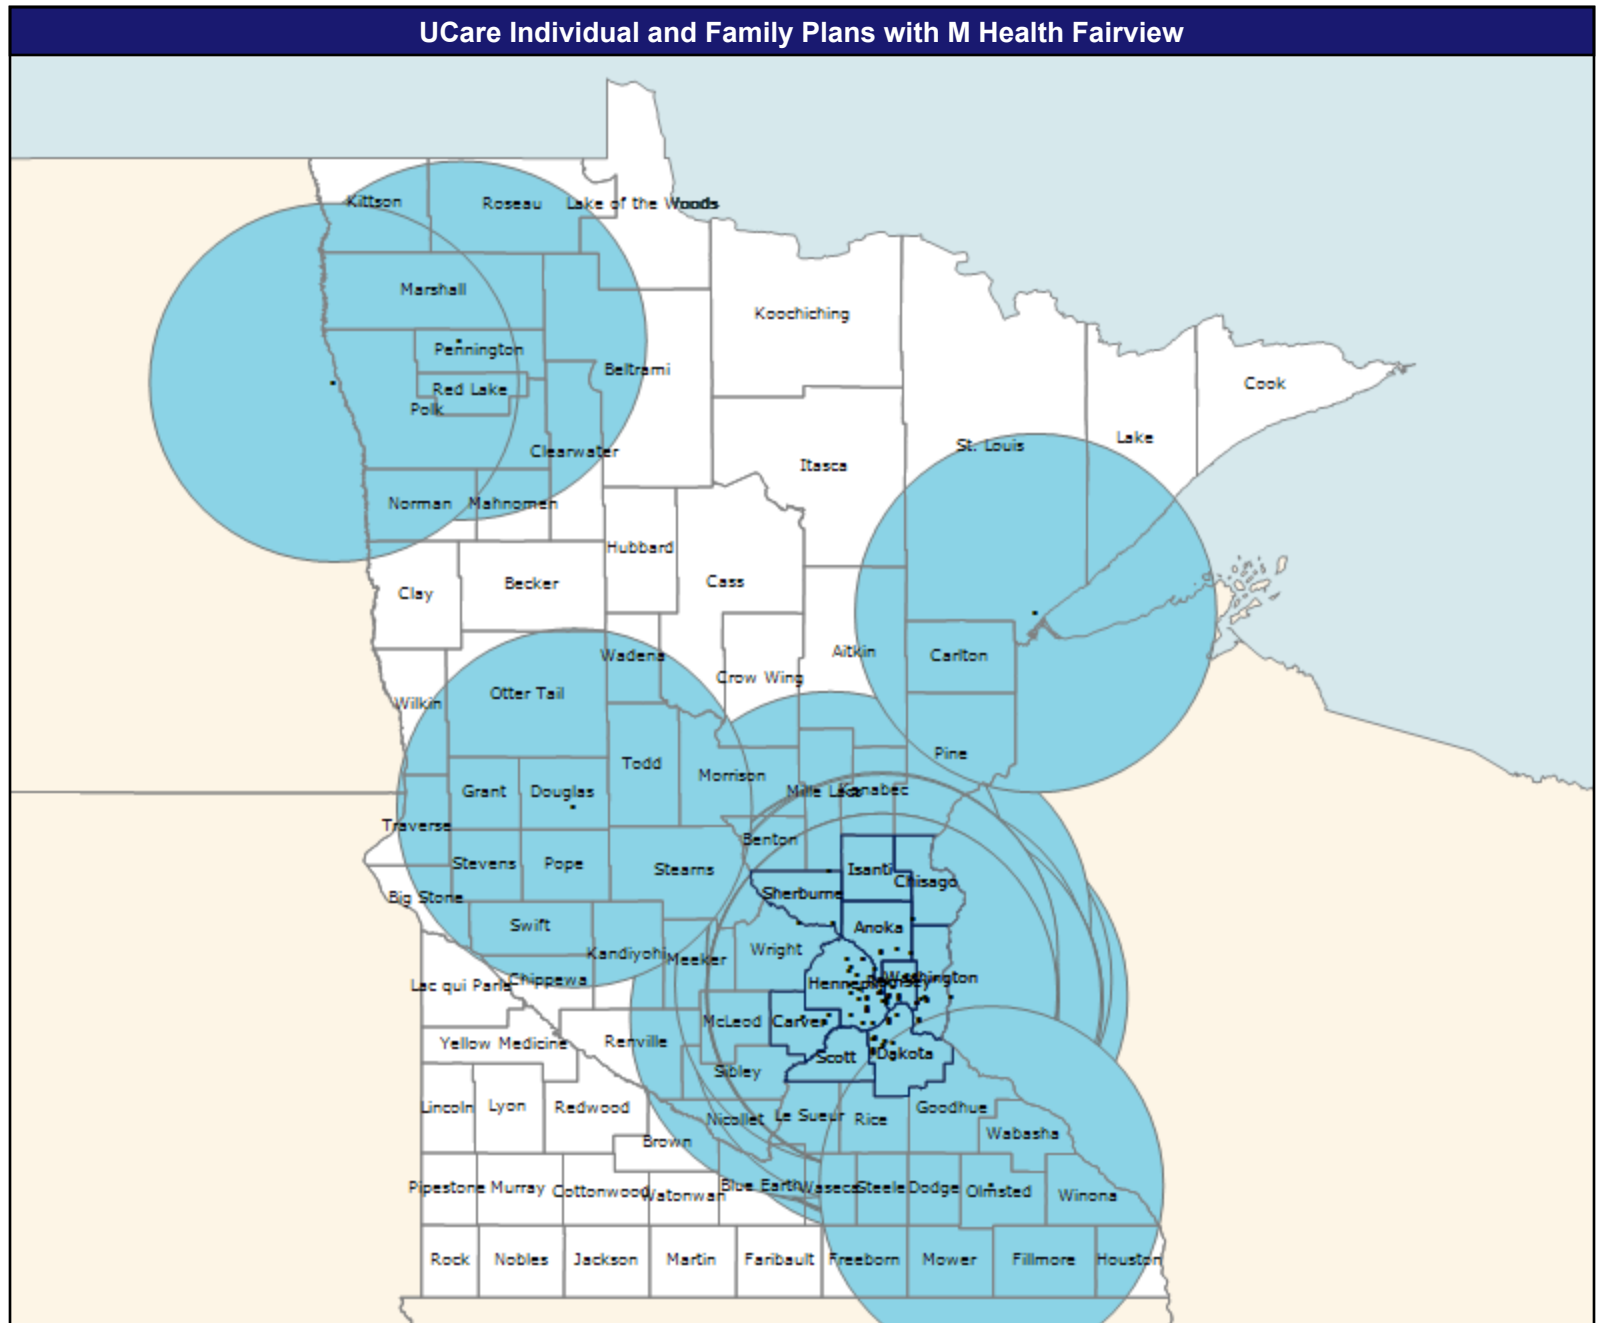 UCare Individual and Family Plans with M Health Fairview
Kittson
Roseau
Lake of the Woods
Marshall
Koochiching
Pennington
Beltrami
Red Lake
Polk
Cook
Lake
St. Louis
Clearwater
Itasca
Norman
Mahnomen
Hubbard
Cass
Becker
Clay
Aitkin
Carlton
Wadena
Crow Wing
Otter Tail
Wilkin
Pine
Todd
Morrison
Grant
Douglas
Mille Lacs
Kanabec
Traverse
Benton
Stevens
Pope
Stearns
Isanti
Chisago
Sherburne
Big Stone
Swift
Anoka
Kandiyohi
Meeker
Wright
Chippewa
Lac qui Parle
Hennepin
Ramsey
Washington
McLeod
Carver
Yellow Medicine
Renville
Scott
Dakota
Sibley
Lincoln
Lyon
Redwood
Nicollet
Le Sueur
Rice
Goodhue
Wabasha
Brown
Pipestone
Murray
Cottonwood
Watonwan
Blue Earth
Waseca
Steele
Dodge
Olmsted
Winona
Rock
Nobles
Jackson
Martin
Faribault
Freeborn
Mower
Fillmore
Houston